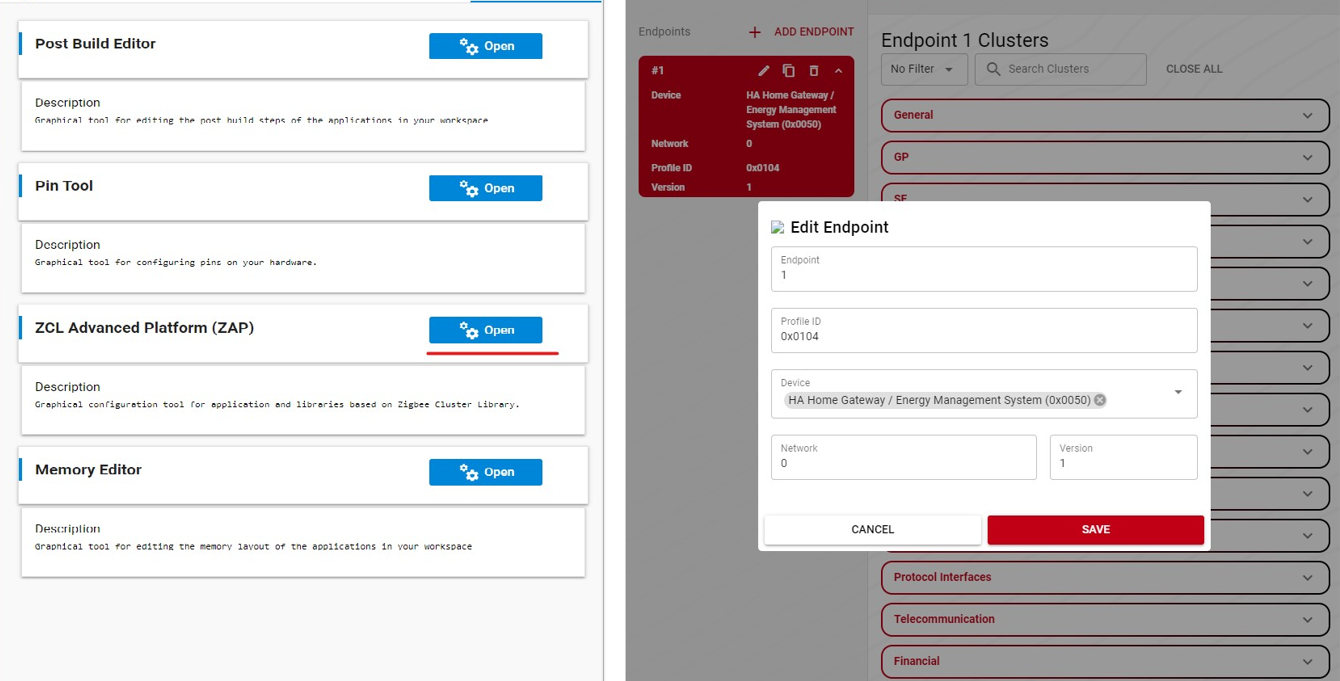 Post Build Editor
Open
Description
Graphical tool for editing the post build steps of the applications in your workspace
Pin Tool
Open
Description
Graphical tool for configuring pins on your hardware.
ZCL Advanced Platform (ZAP)
Open
Description
Graphical configuration tool for application and libraries based on Zigbee Cluster Library.
Memory Editor
Open
Description
Graphical tool for editing the memory layout of the applications in your workspace
Endpoints
ADD ENDPOINT
#1
Device HA Home Gateway /
Energy Management
System (0x0050)
Network 0
Profile ID 0x0104
Version 1
Endpoint 1 Clusters
No Filter
Search Clusters
CLOSE ALL
General
GP
SE
Edit Endpoint
Endpoint
1
Profile ID
0x0104
Device
HA Home Gateway / Energy Management System (0x0050)
Network
0
Version
1
CANCEL
SAVE
Protocol Interfaces
Telecommunication
Financial